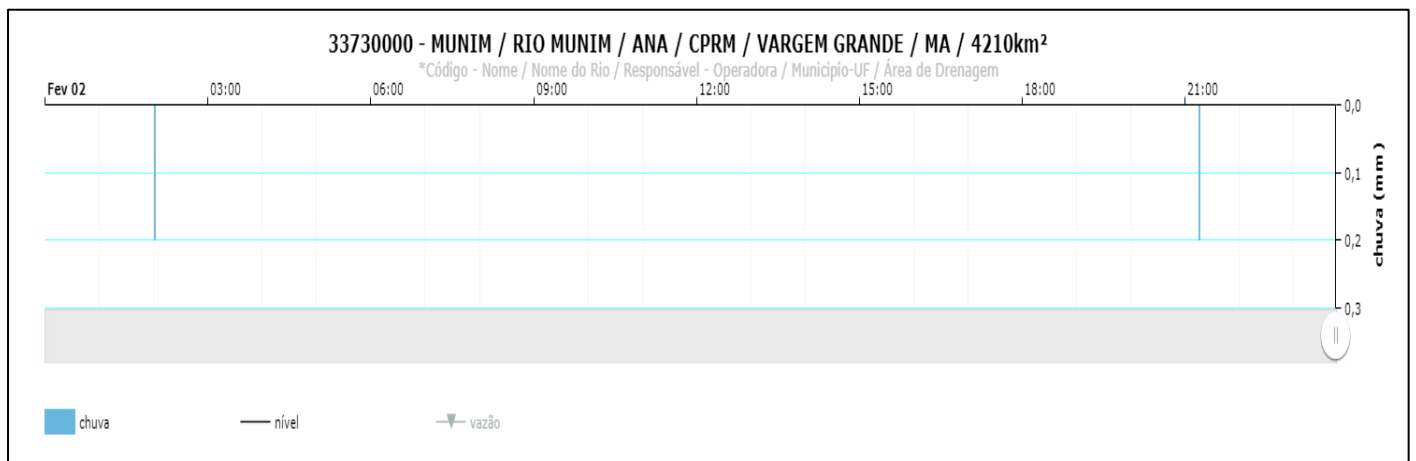 33730000 - MUNIM / RIO MUNIM / ANA / CPRM / VARGEM GRANDE / MA / 4210km²
*Código - Nome / Nome do Rio / Responsável - Operadora / Municipio-UF / Área de Drenagem
Fev 02 03:00 06:00 09:00 12:00 15:00 18:00 21:00
0,0
0,1
0,2
0,3
chuva (mm)
chuva nível vazão